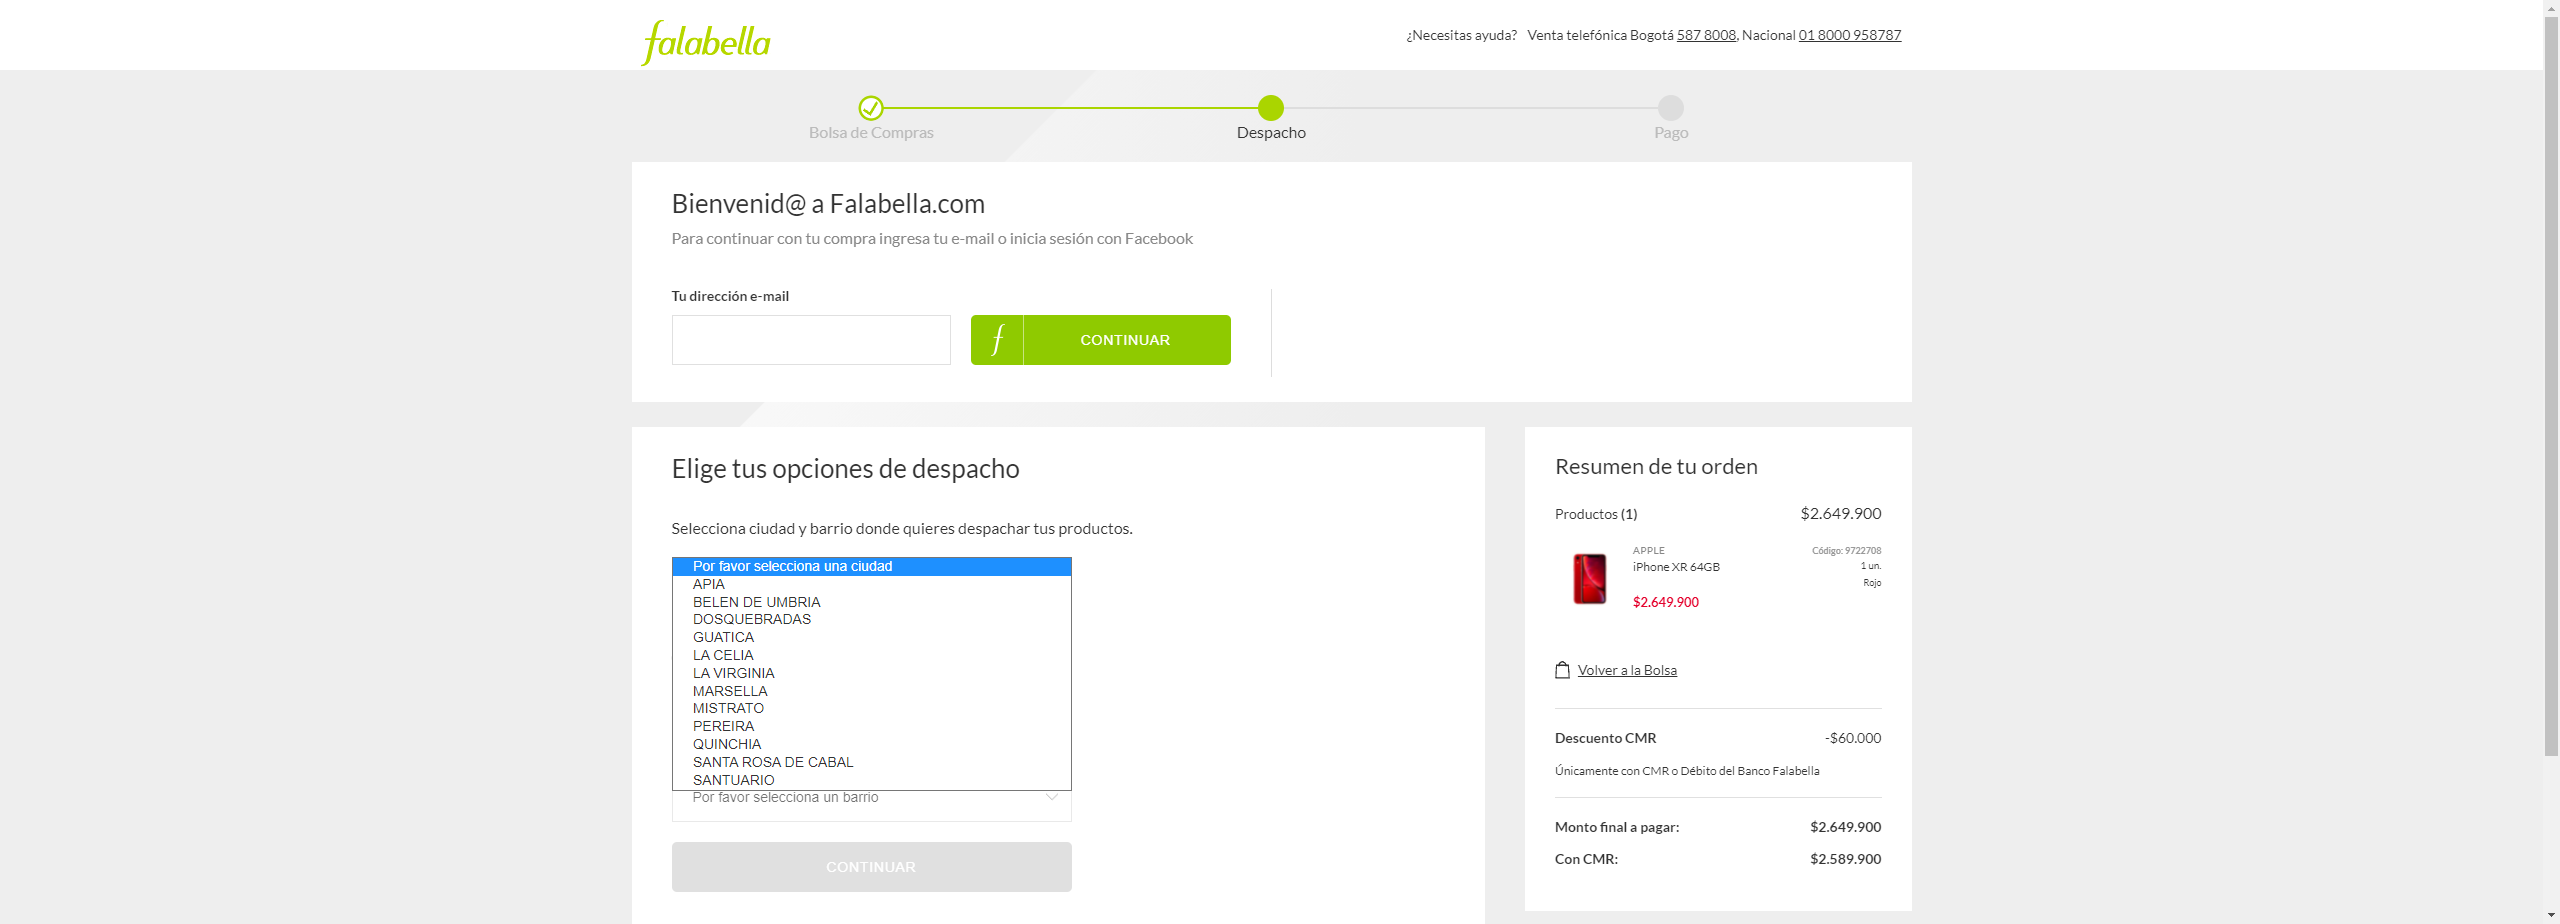 falabella
¿Necesitas ayuda? Venta telefónica Bogotá 587 8008, Nacional 01 8000 958787
Bolsa de Compras
Despacho
Pago
Bienvenid@ a Falabella.com
Para continuar con tu compra ingresa tu e-mail o inicia sesión con Facebook
Tu dirección e-mail
f CONTINUAR
Elige tus opciones de despacho
Selecciona ciudad y barrio donde quieres despachar tus productos.
Por favor selecciona una ciudad
APIA
BELEN DE UMBRIA
DOSQUEBRADAS
GUATICA
LA CELIA
LA VIRGINIA
MARSELLA
MISTRATO
PEREIRA
QUINCHIA
SANTA ROSA DE CABAL
SANTUARIO
Por favor selecciona un barrio
CONTINUAR
Resumen de tu orden
Productos (1) $2.649.900
APPLE Código: 9722708
iPhone XR 64GB 1 un.
Rojo
$2.649.900
Volver a la Bolsa
Descuento CMR -$60.000
Únicamente con CMR o Débito del Banco Falabella
Monto final a pagar: $2.649.900
Con CMR: $2.589.900